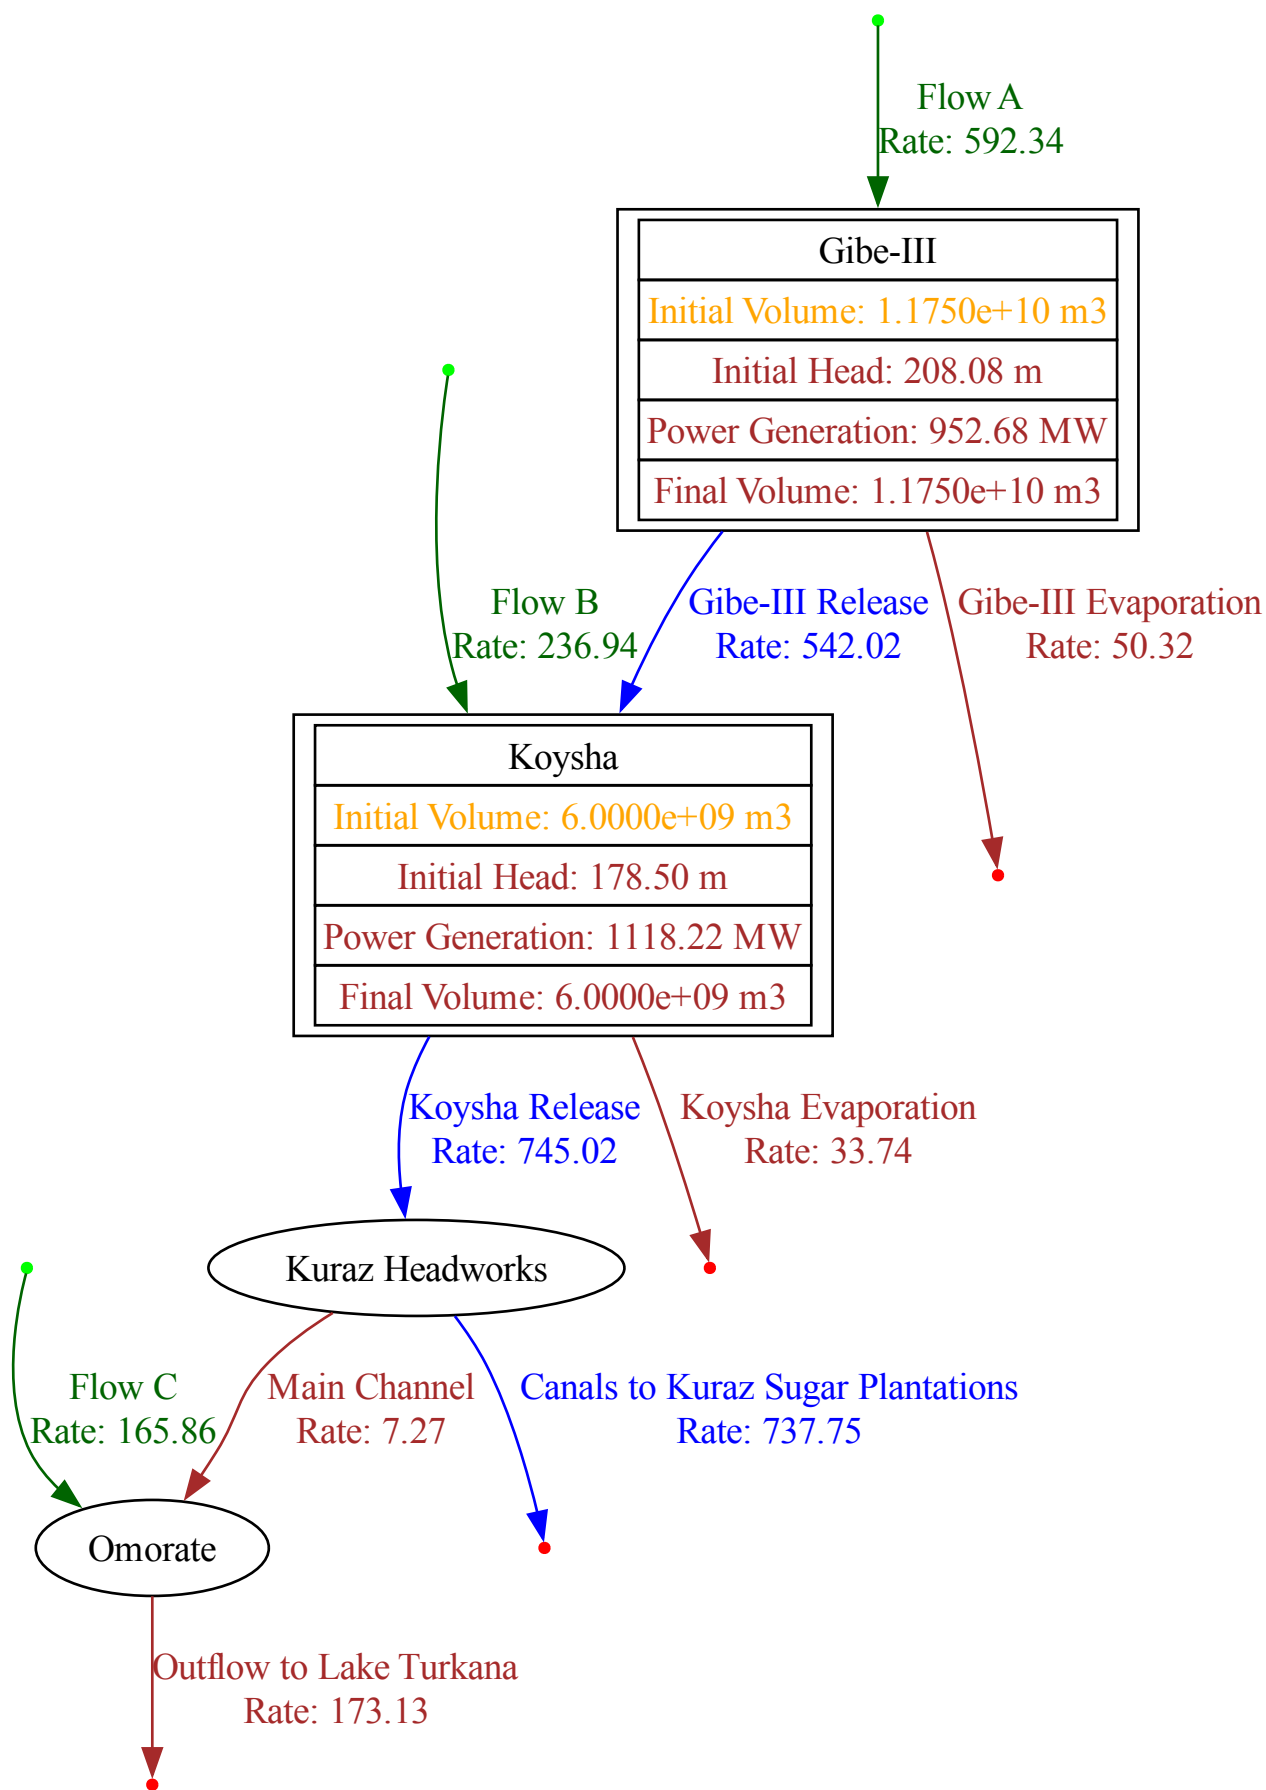 Flow A
Rate: 592.34
Gibe-III
Initial Volume: 1.1750e+10 m3
Initial Head: 208.08 m
Power Generation: 952.68 MW
Final Volume: 1.1750e+10 m3
Flow B
Rate: 236.94
Gibe-III Release
Rate: 542.02
Gibe-III Evaporation
Rate: 50.32
Koysha
Initial Volume: 6.0000e+09 m3
Initial Head: 178.50 m
Power Generation: 1118.22 MW
Final Volume: 6.0000e+09 m3
Koysha Release
Rate: 745.02
Koysha Evaporation
Rate: 33.74
Kuraz Headworks
Flow C
Rate: 165.86
Main Channel
Rate: 7.27
Canals to Kuraz Sugar Plantations
Rate: 737.75
Omorate
Outflow to Lake Turkana
Rate: 173.13